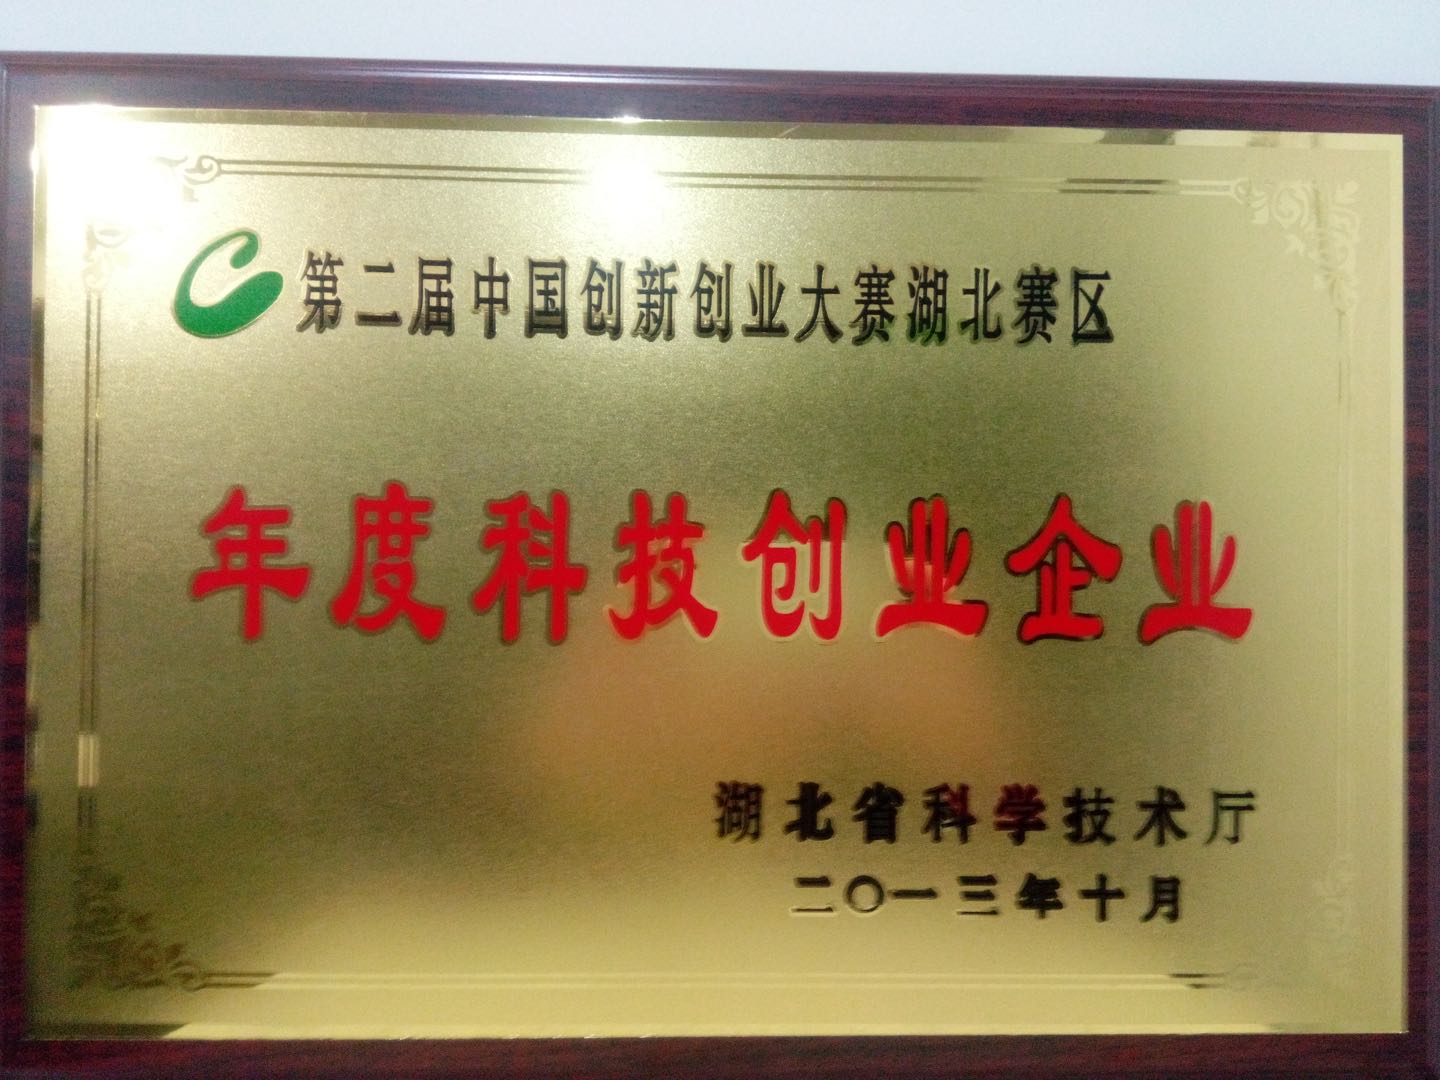 第二届中国创新创业大赛湖北赛区
年度科技创业企业
湖北省科学技术厅
二〇一三年十月